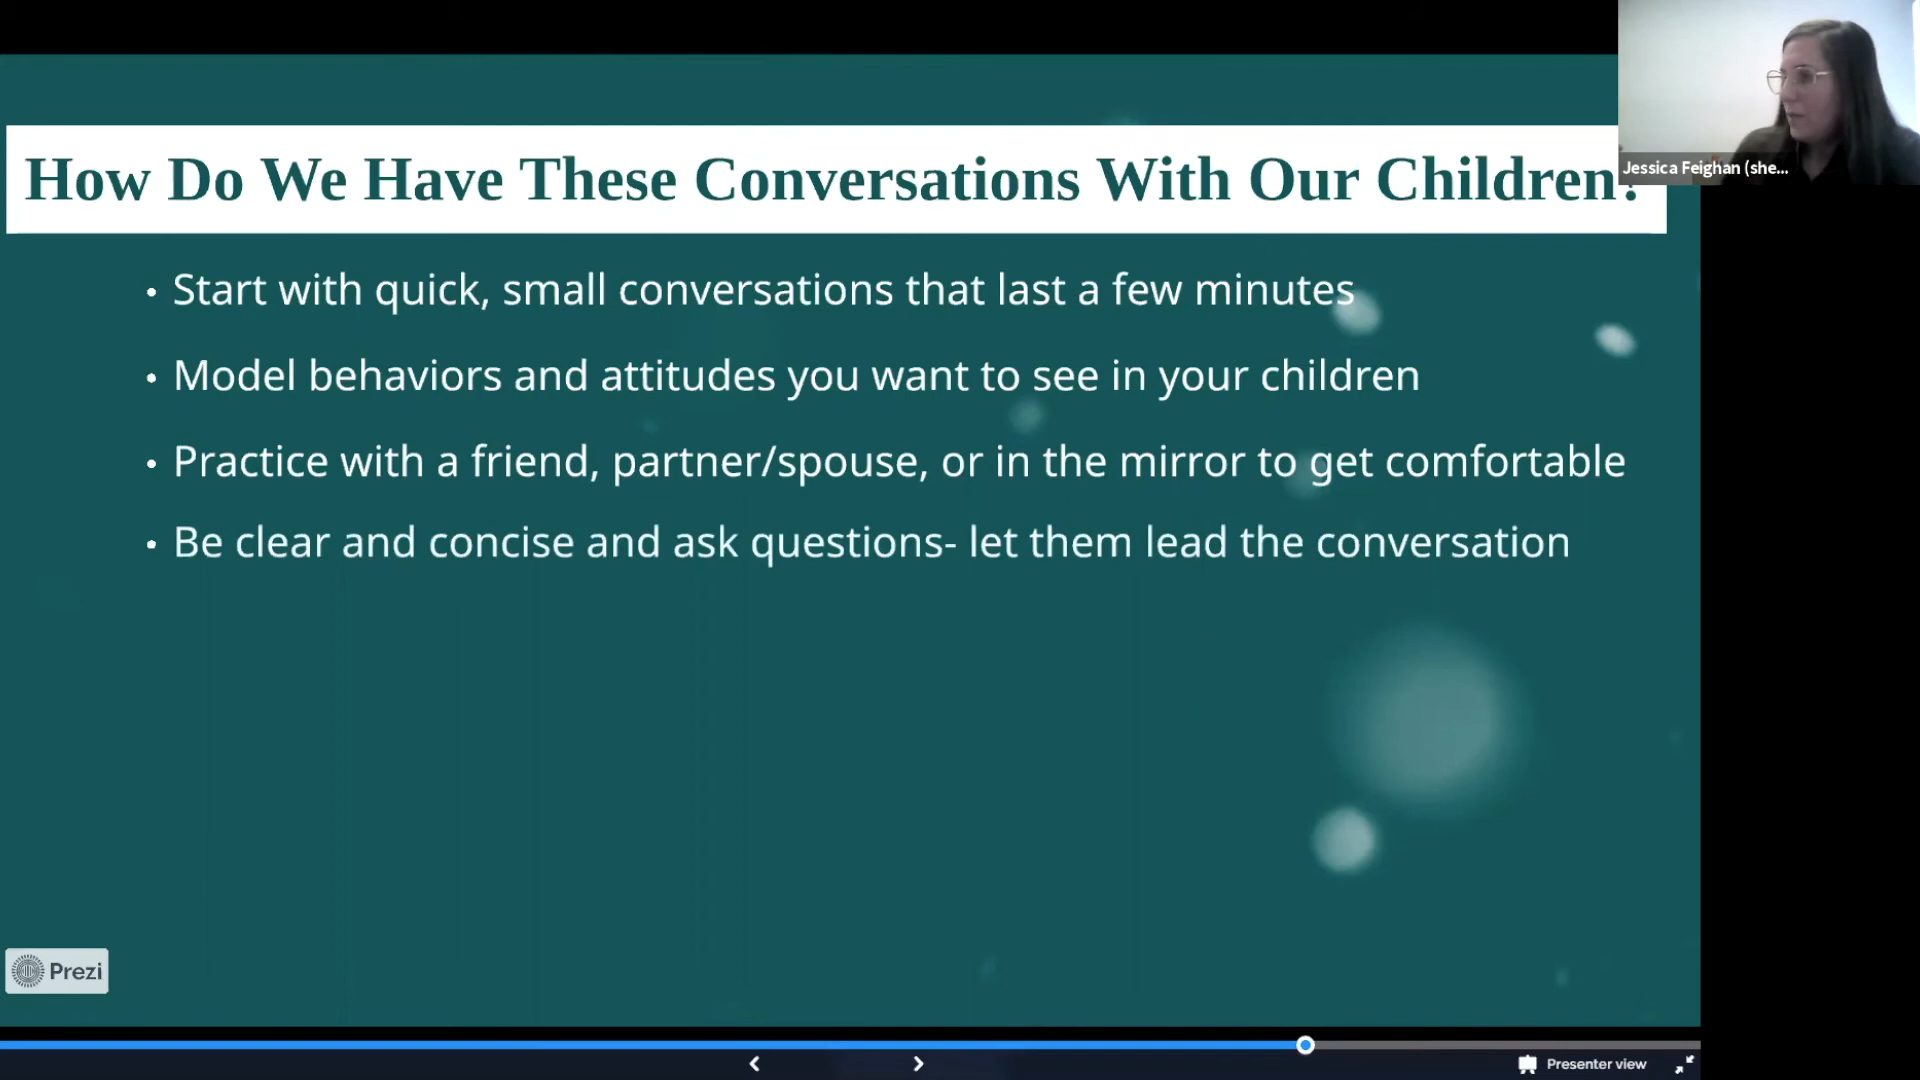 How Do We Have These Conversations With Our Children?
Jessica Feighan (she...
• Start with quick, small conversations that last a few minutes
• Model behaviors and attitudes you want to see in your children
• Practice with a friend, partner/spouse, or in the mirror to get comfortable
• Be clear and concise and ask questions- let them lead the conversation
Prezi
Presenter view